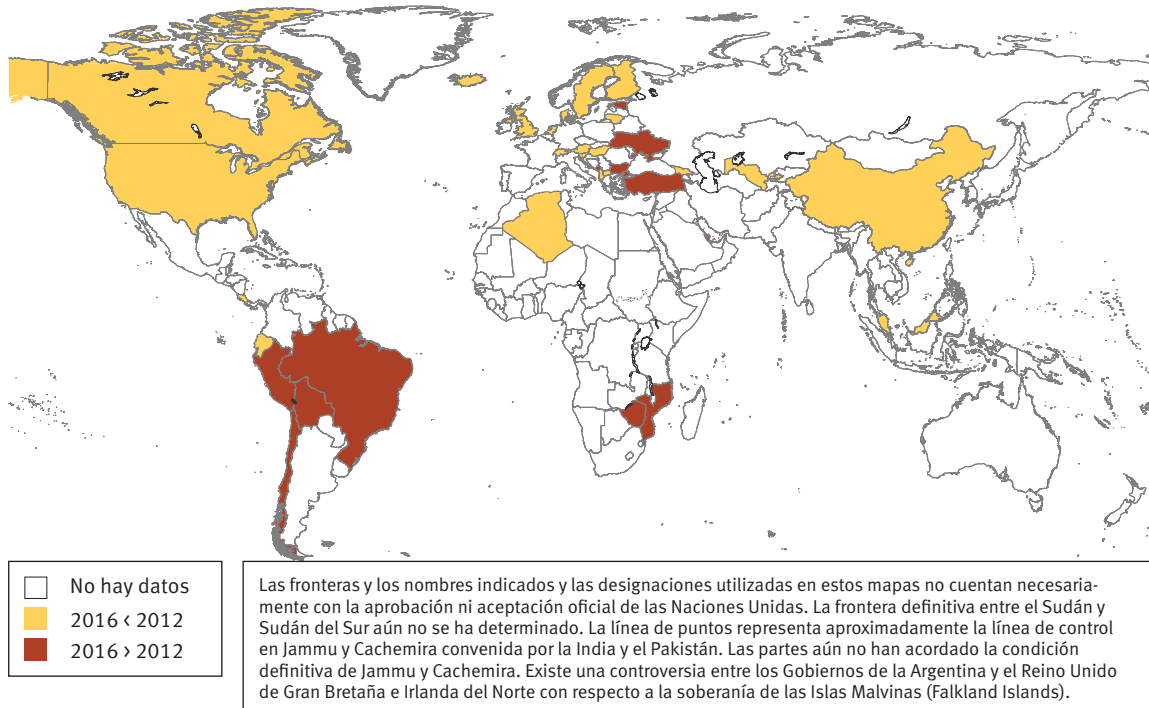 No hay datos
2016 < 2012
2016 > 2012
Las fronteras y los nombres indicados y las designaciones utilizadas en estos mapas no cuentan necesaria-
mente con la aprobación ni aceptación oficial de las Naciones Unidas. La frontera definitiva entre el Sudán y
Sudán del Sur aún no se ha determinado. La línea de puntos representa aproximadamente la línea de control
en Jammu y Cachemira convenida por la India y el Pakistán. Las partes aún no han acordado la condición
definitiva de Jammu y Cachemira. Existe una controversia entre los Gobiernos de la Argentina y el Reino Unido
de Gran Bretaña e Irlanda del Norte con respecto a la soberanía de las Islas Malvinas (Falkland Islands).